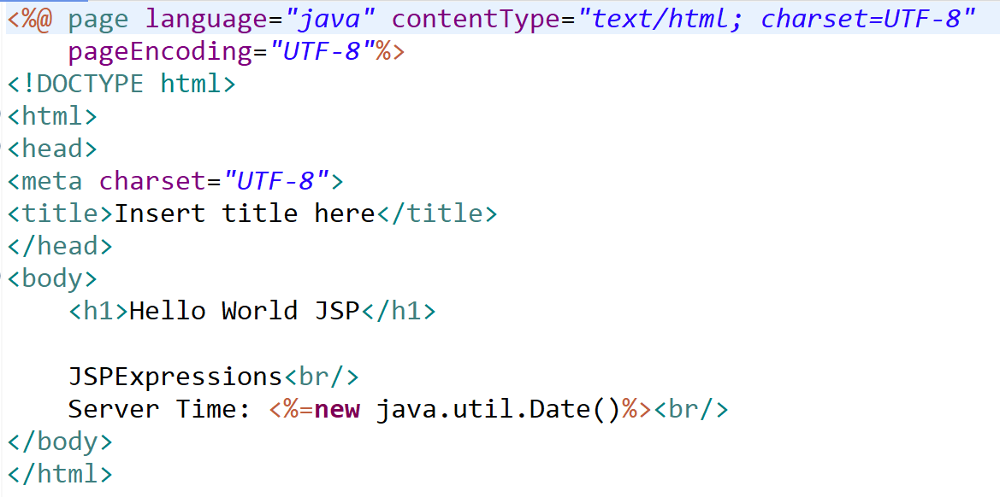 <%@ page language="java" contentType="text/html; charset=UTF-8"
    pageEncoding="UTF-8"%>
<!DOCTYPE html>
<html>
<head>
<meta charset="UTF-8">
<title>Insert title here</title>
</head>
<body>
    <h1>Hello World JSP</h1>

    JSPExpressions<br/>
    Server Time: <%=new java.util.Date()%><br/>
</body>
</html>